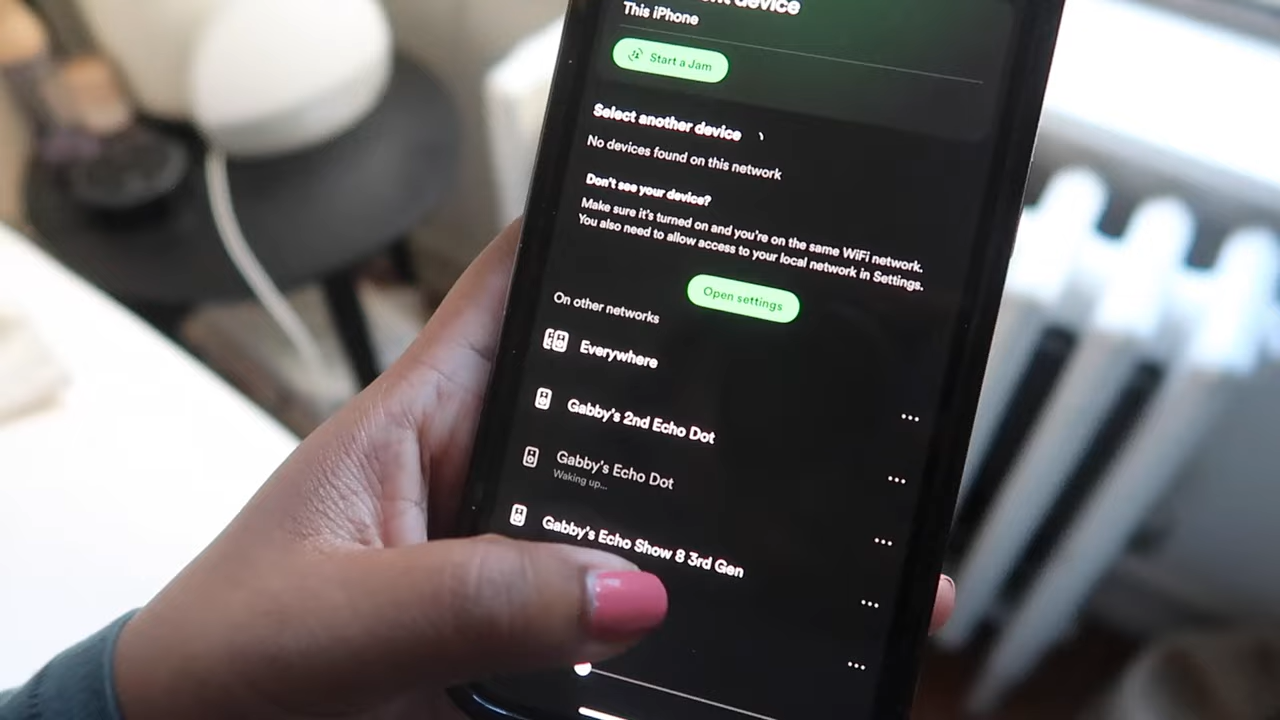 device
This iPhone
Start a Jam
Select another device
No devices found on this network
Don't see your device?
Make sure it's turned on and you're on the same WiFi network.
You also need to allow access to your local network in Settings.
Open settings
On other networks
Everywhere
Gabby's 2nd Echo Dot
Gabby's Echo Dot
Waking up...
Gabby's Echo Show 8 3rd Gen